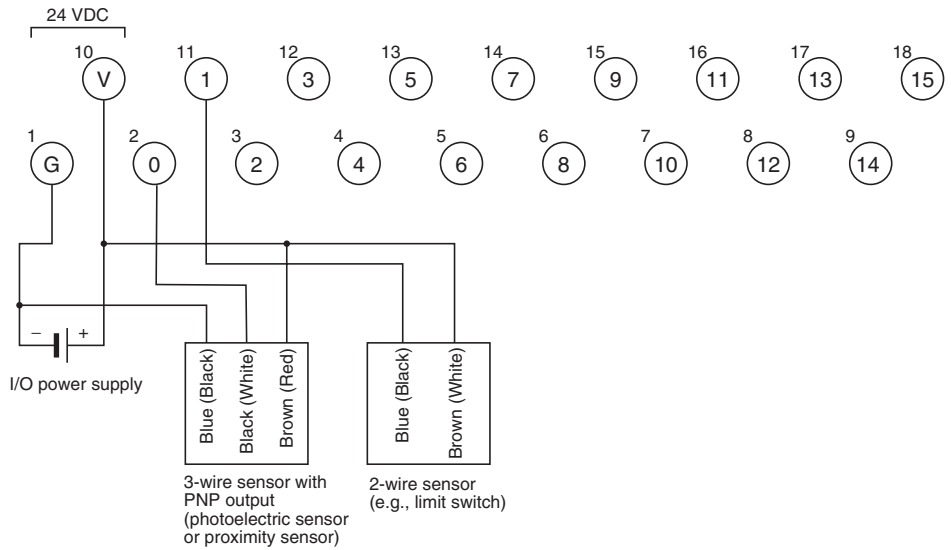 24 VDC
10 11 12 13 14 15 16 17 18
V 1 3 5 7 9 11 13 15
1 2 3 4 5 6 7 8 9
G 0 2 4 6 8 10 12 14
− +
I/O power supply
Blue (Black)
Black (White)
Brown (Red)
Blue (Black)
Brown (White)
3-wire sensor with
PNP output
(photoelectric sensor
or proximity sensor)
2-wire sensor
(e.g., limit switch)